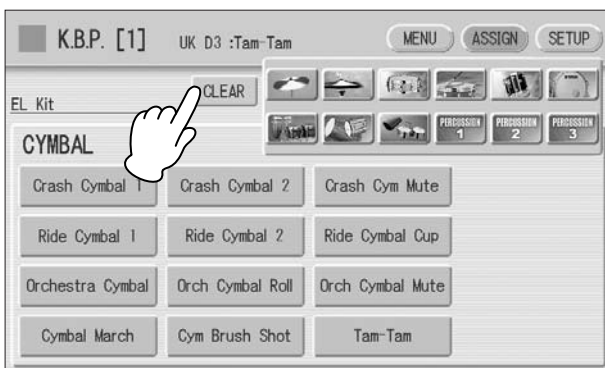 K.B.P. [1] UK D3 :Tam-Tam MENU ASSIGN SETUP
CLEAR
EL Kit
PERCUSSION 1 PERCUSSION 2 PERCUSSION 3
CYMBAL
Crash Cymbal 1 Crash Cymbal 2 Crash Cym Mute
Ride Cymbal 1 Ride Cymbal 2 Ride Cymbal Cup
Orchestra Cymbal Orch Cymbal Roll Orch Cymbal Mute
Cymbal March Cym Brush Shot Tam-Tam